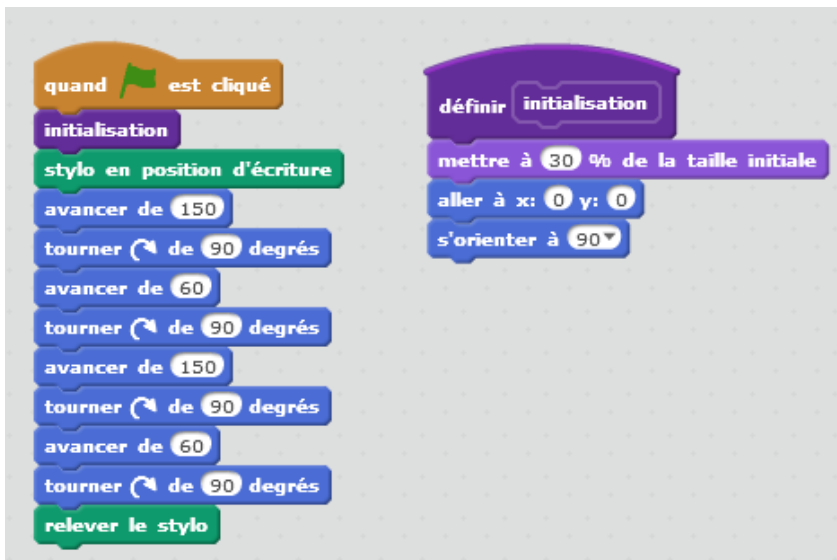 quand est cliqué
initialisation
stylo en position d'écriture
avancer de 150
tourner de 90 degrés
avancer de 60
tourner de 90 degrés
avancer de 150
tourner de 90 degrés
avancer de 60
tourner de 90 degrés
relever le stylo
définir initialisation
mettre à 30 % de la taille initiale
aller à x: 0 y: 0
s'orienter à 90